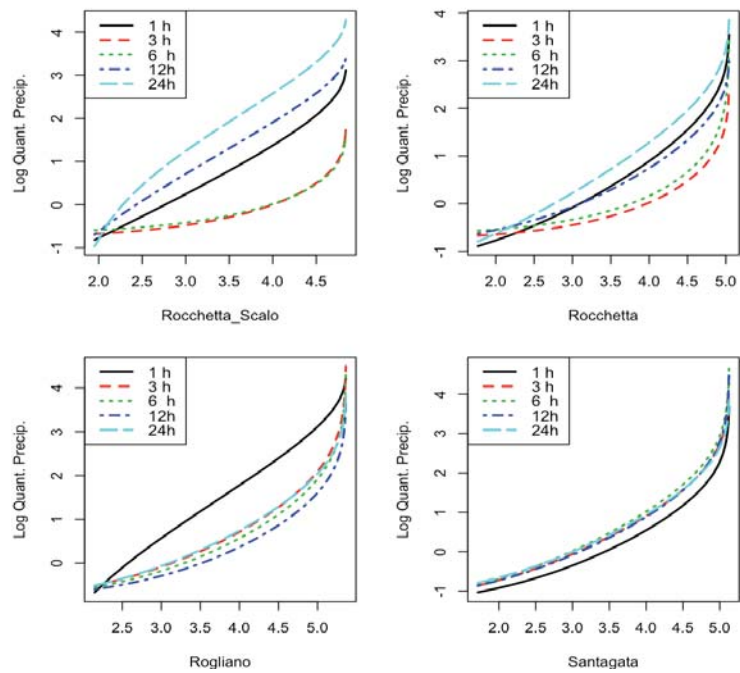 1 h
3 h
6 h
12h
24h
Log Quant. Precip.
4
3
2
1
0
-1
2.0 2.5 3.0 3.5 4.0 4.5
Rocchetta_Scalo
1 h
3 h
6 h
12h
24h
Log Quant. Precip.
4
3
2
1
0
-1
2.0 2.5 3.0 3.5 4.0 4.5 5.0
Rocchetta
1 h
3 h
6 h
12h
24h
Log Quant. Precip.
4
3
2
1
0
2.5 3.0 3.5 4.0 4.5 5.0
Rogliano
1 h
3 h
6 h
12h
24h
Log Quant. Precip.
4
3
2
1
0
-1
2.0 2.5 3.0 3.5 4.0 4.5 5.0
Santagata